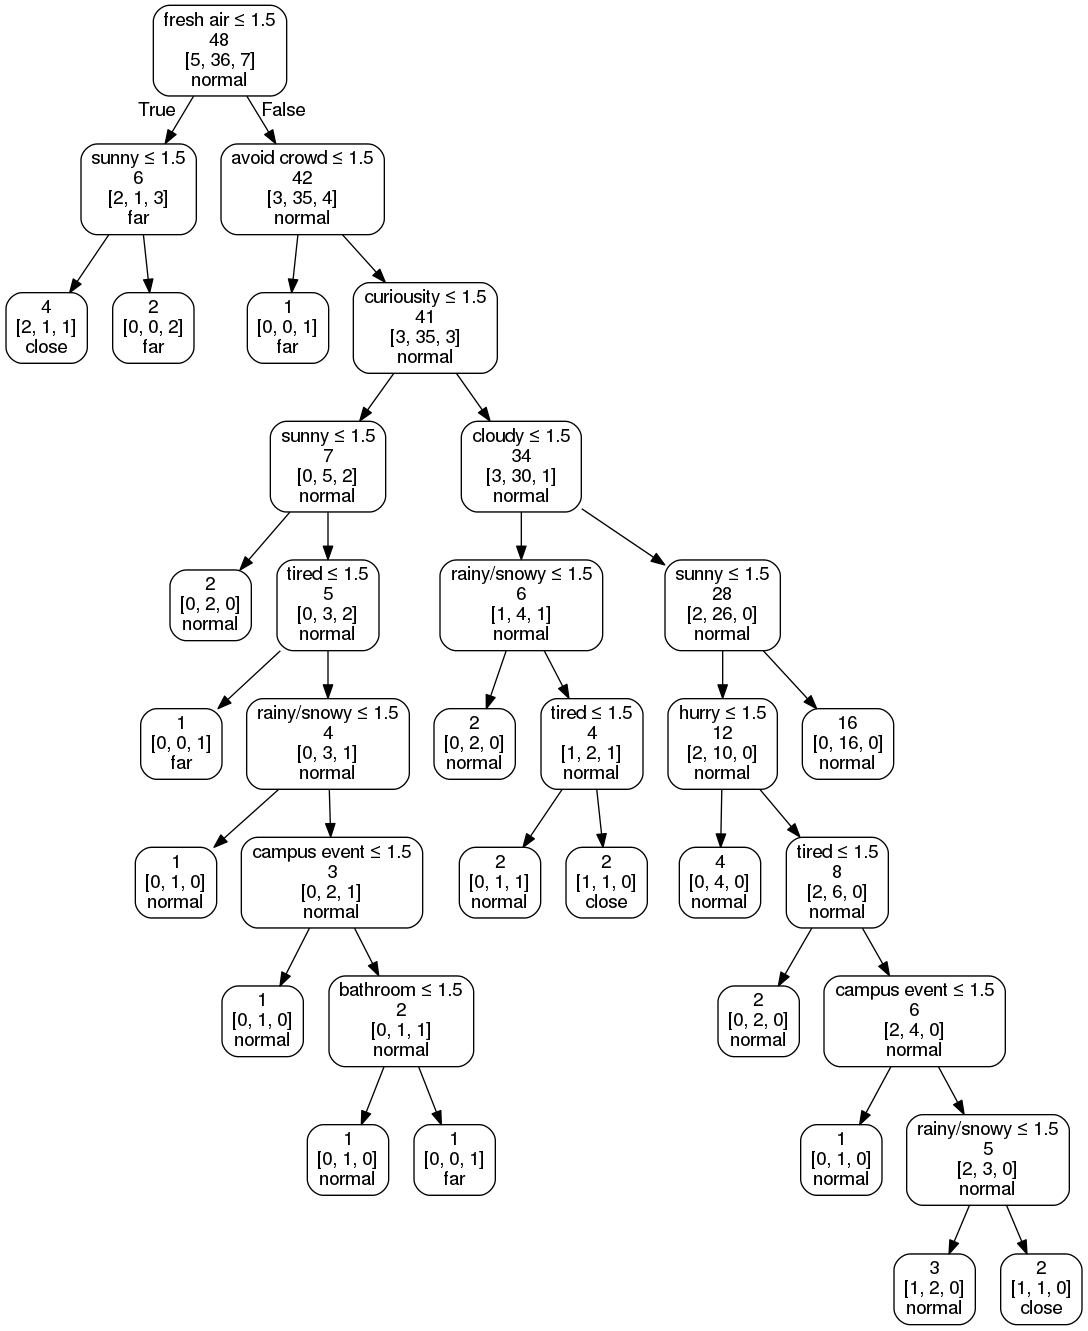 fresh air ≤ 1.5
48
[5, 36, 7]
normal
True
False
sunny ≤ 1.5
6
[2, 1, 3]
far
avoid crowd ≤ 1.5
42
[3, 35, 4]
normal
4
[2, 1, 1]
close
2
[0, 0, 2]
far
1
[0, 0, 1]
far
curiousity ≤ 1.5
41
[3, 35, 3]
normal
sunny ≤ 1.5
7
[0, 5, 2]
normal
cloudy ≤ 1.5
34
[3, 30, 1]
normal
2
[0, 2, 0]
normal
tired ≤ 1.5
5
[0, 3, 2]
normal
rainy/snowy ≤ 1.5
6
[1, 4, 1]
normal
sunny ≤ 1.5
28
[2, 26, 0]
normal
1
[0, 0, 1]
far
rainy/snowy ≤ 1.5
4
[0, 3, 1]
normal
2
[0, 2, 0]
normal
tired ≤ 1.5
4
[1, 2, 1]
normal
hurry ≤ 1.5
12
[2, 10, 0]
normal
16
[0, 16, 0]
normal
1
[0, 1, 0]
normal
campus event ≤ 1.5
3
[0, 2, 1]
normal
2
[0, 1, 1]
normal
2
[1, 1, 0]
close
4
[0, 4, 0]
normal
tired ≤ 1.5
8
[2, 6, 0]
normal
1
[0, 1, 0]
normal
bathroom ≤ 1.5
2
[0, 1, 1]
normal
2
[0, 2, 0]
normal
campus event ≤ 1.5
6
[2, 4, 0]
normal
1
[0, 1, 0]
normal
1
[0, 0, 1]
far
1
[0, 1, 0]
normal
rainy/snowy ≤ 1.5
5
[2, 3, 0]
normal
3
[1, 2, 0]
normal
2
[1, 1, 0]
close